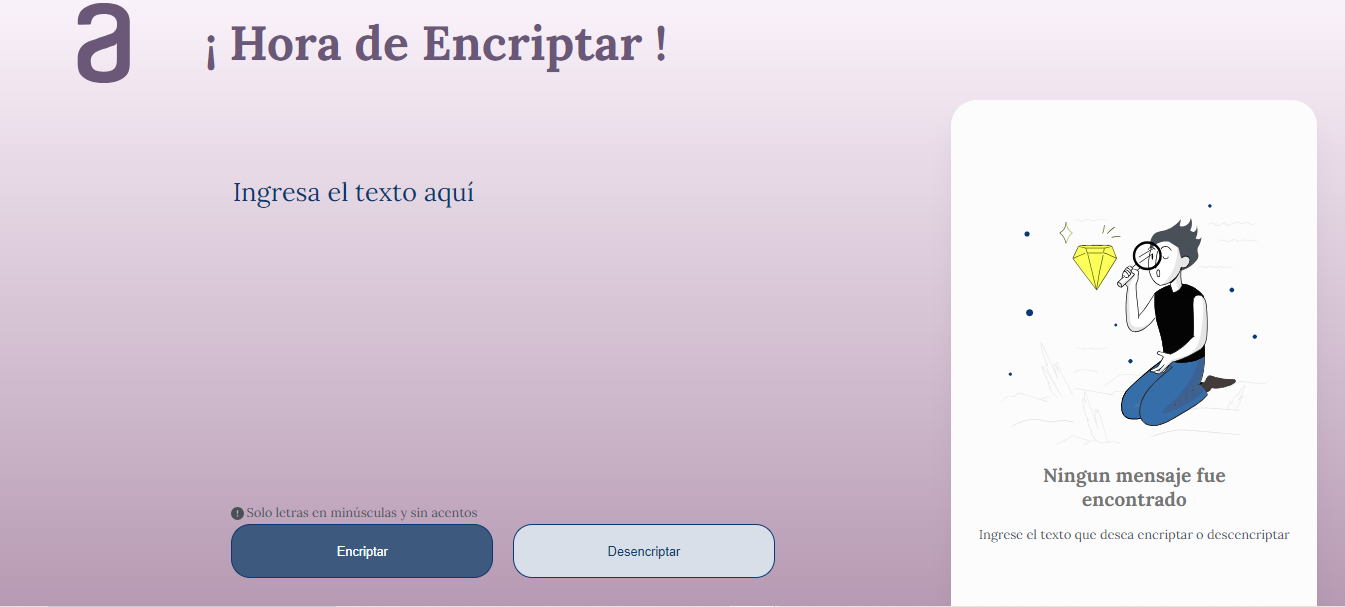 a
¡ Hora de Encriptar !
Ingresa el texto aquí
! Solo letras en minúsculas y sin acentos
Encriptar
Desencriptar
Ningun mensaje fue
encontrado
Ingrese el texto que desea encriptar o descencriptar